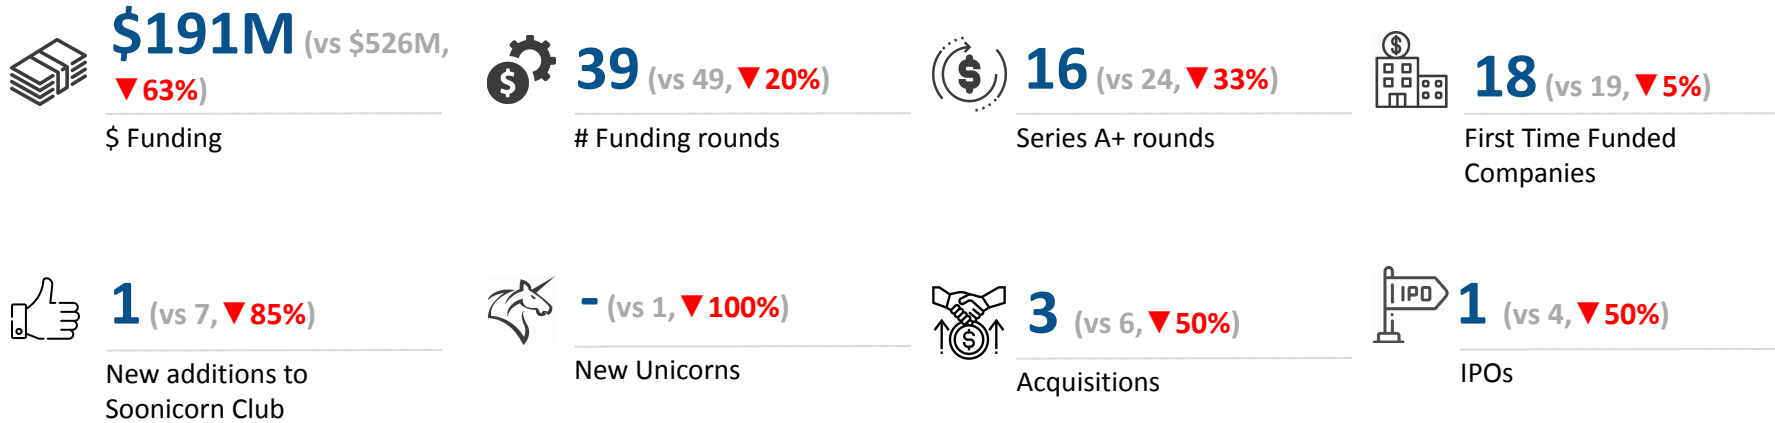 $191M (vs $526M,
▼63%)
$ Funding
39 (vs 49, ▼20%)
# Funding rounds
16 (vs 24, ▼33%)
Series A+ rounds
18 (vs 19, ▼5%)
First Time Funded
Companies
1 (vs 7, ▼85%)
New additions to
Soonicorn Club
- (vs 1, ▼100%)
New Unicorns
3 (vs 6, ▼50%)
Acquisitions
IPO
1 (vs 4, ▼50%)
IPOs